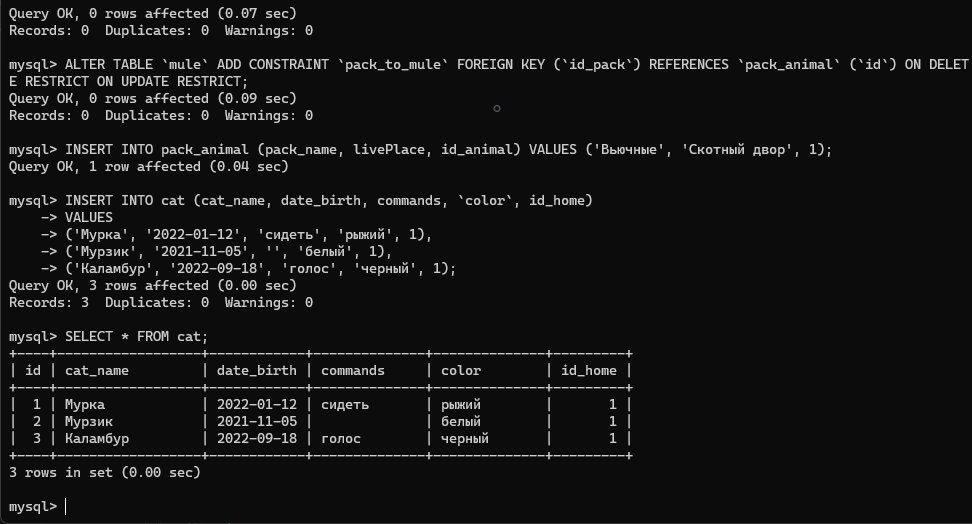 Query OK, 0 rows affected (0.07 sec)
Records: 0  Duplicates: 0  Warnings: 0
mysql> ALTER TABLE `mule` ADD CONSTRAINT `pack_to_mule` FOREIGN KEY (`id_pack`) REFERENCES `pack_animal` (`id`) ON DELET
E RESTRICT ON UPDATE RESTRICT;
Query OK, 0 rows affected (0.09 sec)
Records: 0  Duplicates: 0  Warnings: 0
mysql> INSERT INTO pack_animal (pack_name, livePlace, id_animal) VALUES ('Вьючные', 'Скотный двор', 1);
Query OK, 1 row affected (0.04 sec)
mysql> INSERT INTO cat (cat_name, date_birth, commands, `color`, id_home)
    -> VALUES
    -> ('Мурка', '2022-01-12', 'сидеть', 'рыжий', 1),
    -> ('Мурзик', '2021-11-05', '', 'белый', 1),
    -> ('Каламбур', '2022-09-18', 'голос', 'черный', 1);
Query OK, 3 rows affected (0.00 sec)
Records: 3  Duplicates: 0  Warnings: 0
mysql> SELECT * FROM cat;
+----+------------------+------------+-------------+--------------+---------+
| id | cat_name         | date_birth | commands     | color        | id_home |
+----+------------------+------------+-------------+--------------+---------+
|  1 | Мурка            | 2022-01-12 | сидеть       | рыжий        |       1 |
|  2 | Мурзик           | 2021-11-05 |              | белый        |       1 |
|  3 | Каламбур         | 2022-09-18 | голос        | черный       |       1 |
+----+------------------+------------+-------------+--------------+---------+
3 rows in set (0.00 sec)
mysql>